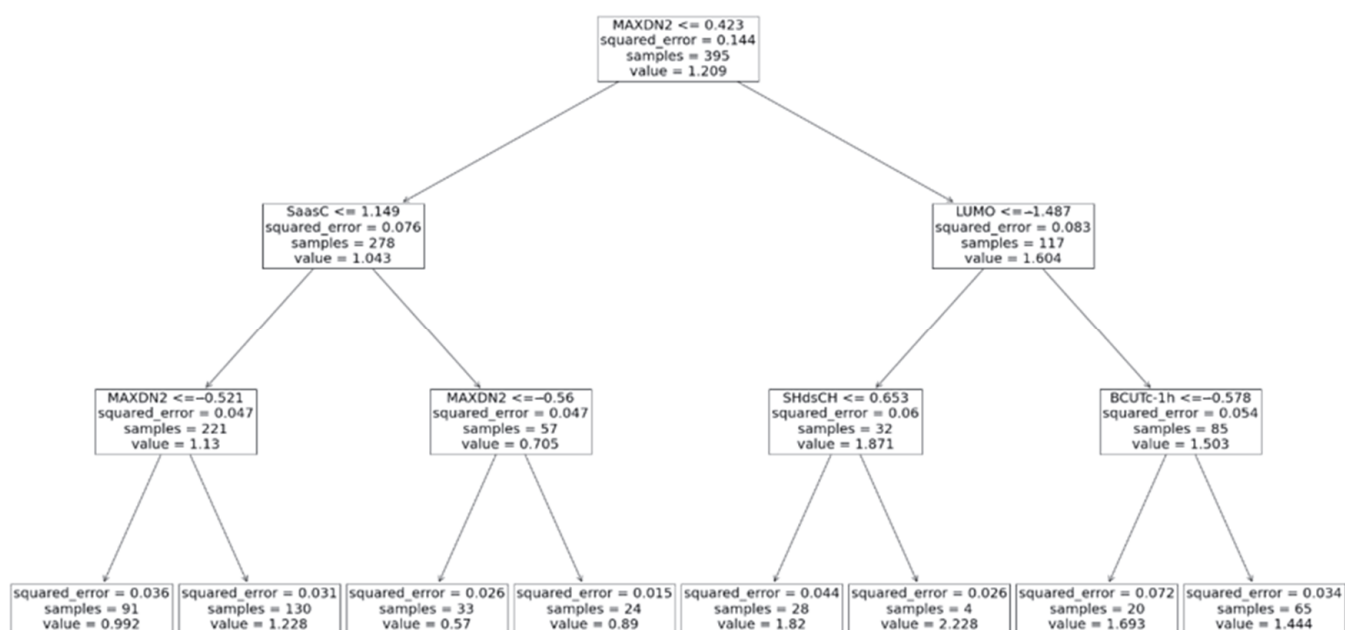 MAXDN2 <= 0.423
squared_error = 0.144
samples = 395
value = 1.209
SaasC <= 1.149
squared_error = 0.076
samples = 278
value = 1.043
LUMO <=−1.487
squared_error = 0.083
samples = 117
value = 1.604
MAXDN2 <=−0.521
squared_error = 0.047
samples = 221
value = 1.13
MAXDN2 <=−0.56
squared_error = 0.047
samples = 57
value = 0.705
SHdsCH <= 0.653
squared_error = 0.06
samples = 32
value = 1.871
BCUTc-1h <=−0.578
squared_error = 0.054
samples = 85
value = 1.503
squared_error = 0.036
samples = 91
value = 0.992
squared_error = 0.031
samples = 130
value = 1.228
squared_error = 0.026
samples = 33
value = 0.57
squared_error = 0.015
samples = 24
value = 0.89
squared_error = 0.044
samples = 28
value = 1.82
squared_error = 0.026
samples = 4
value = 2.228
squared_error = 0.072
samples = 20
value = 1.693
squared_error = 0.034
samples = 65
value = 1.444